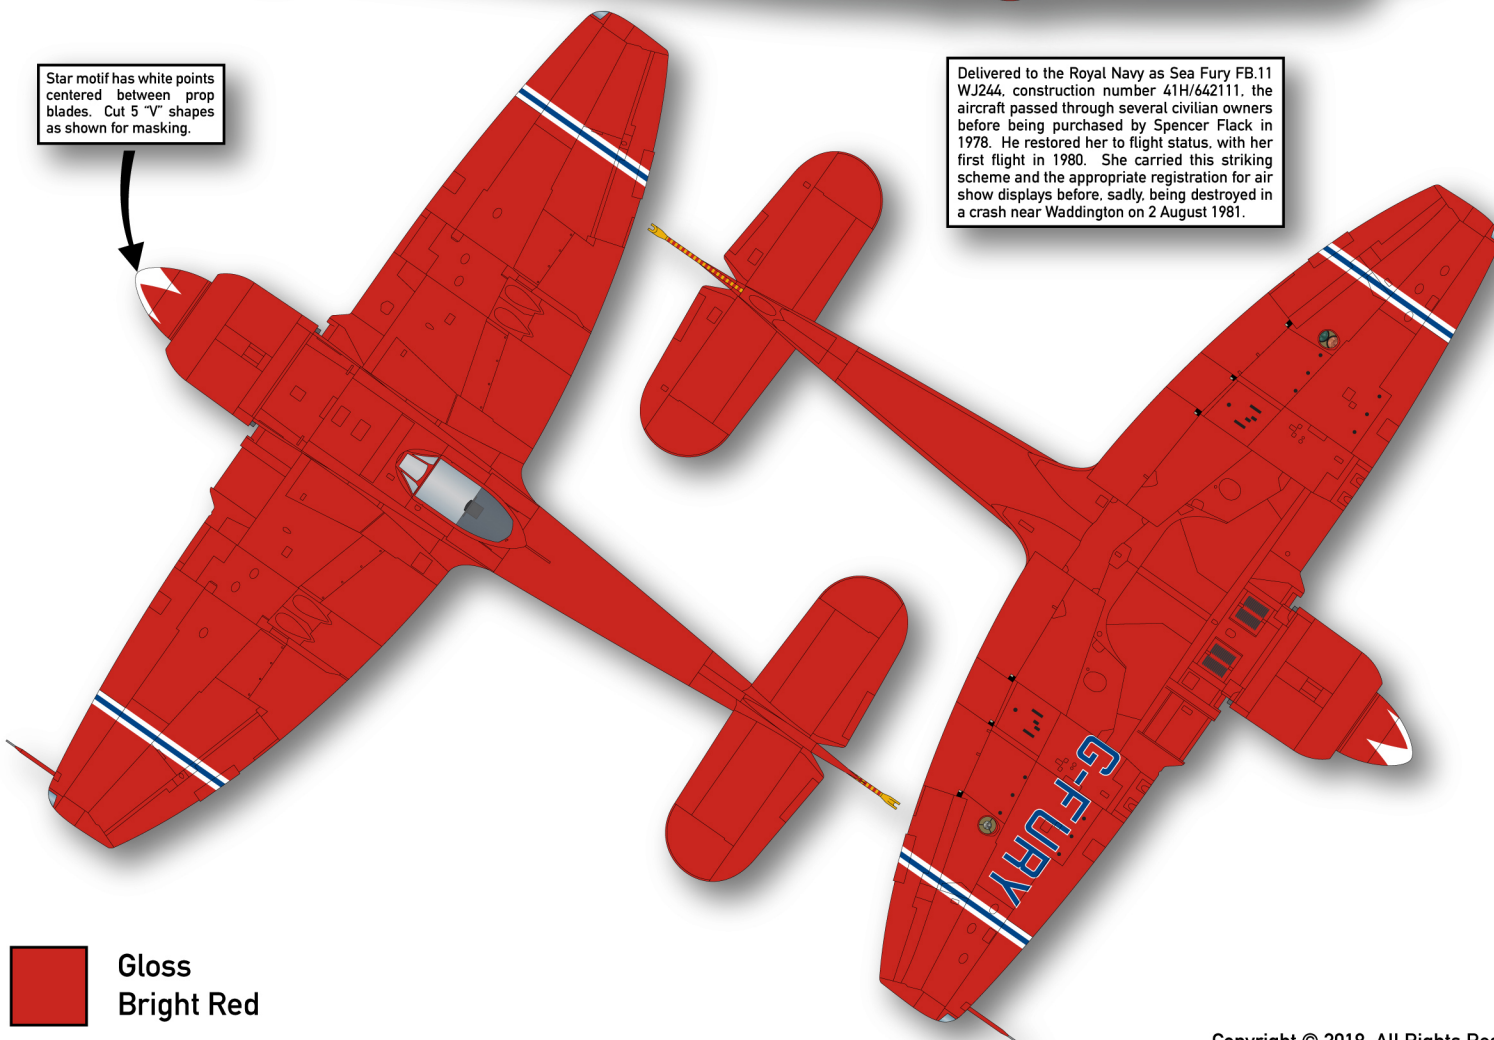 Star motif has white points
centered between prop
blades. Cut 5 “V” shapes
as shown for masking.
Delivered to the Royal Navy as Sea Fury FB.11
WJ244, construction number 41H/642111, the
aircraft passed through several civilian owners
before being purchased by Spencer Flack in
1978. He restored her to flight status, with her
first flight in 1980. She carried this striking
scheme and the appropriate registration for air
show displays before, sadly, being destroyed in
a crash near Waddington on 2 August 1981.
G-FURY
Gloss
Bright Red
Copyright © 2018 All Rights